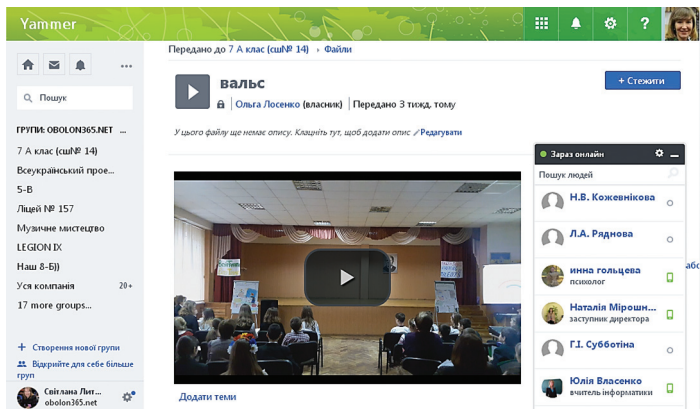 Yammer
?
Передано до 7 А клас (сш№ 14) › Файли
вальс
+ Стежити
Ольга Лосенко (власник) Передано 3 тижд. тому
У цього файлу ще немає опису. Клацніть тут, щоб додати опис Редагувати
Пошук
ГРУПИ: OBOLON365.NET ...
7 А клас (сш№ 14)
Всеукраїнський прое...
5-В
Ліцей № 157
Музичне мистецтво
LEGION IX
Наш 8-Б))
Уся компанія 20+
17 more groups...
+ Створення нової групи
Відкрийте для себе більше
груп
Світлана Лит...
obolon365.net
Додати теми
Зараз онлайн
Пошук людей
Н.В. Кожевнікова
Л.А. Ряднова
инна гольцева
психолог
Наталія Мірошн...
заступник директора
Г.І. Субботіна
Юлія Власенко
вчитель інформатики
або